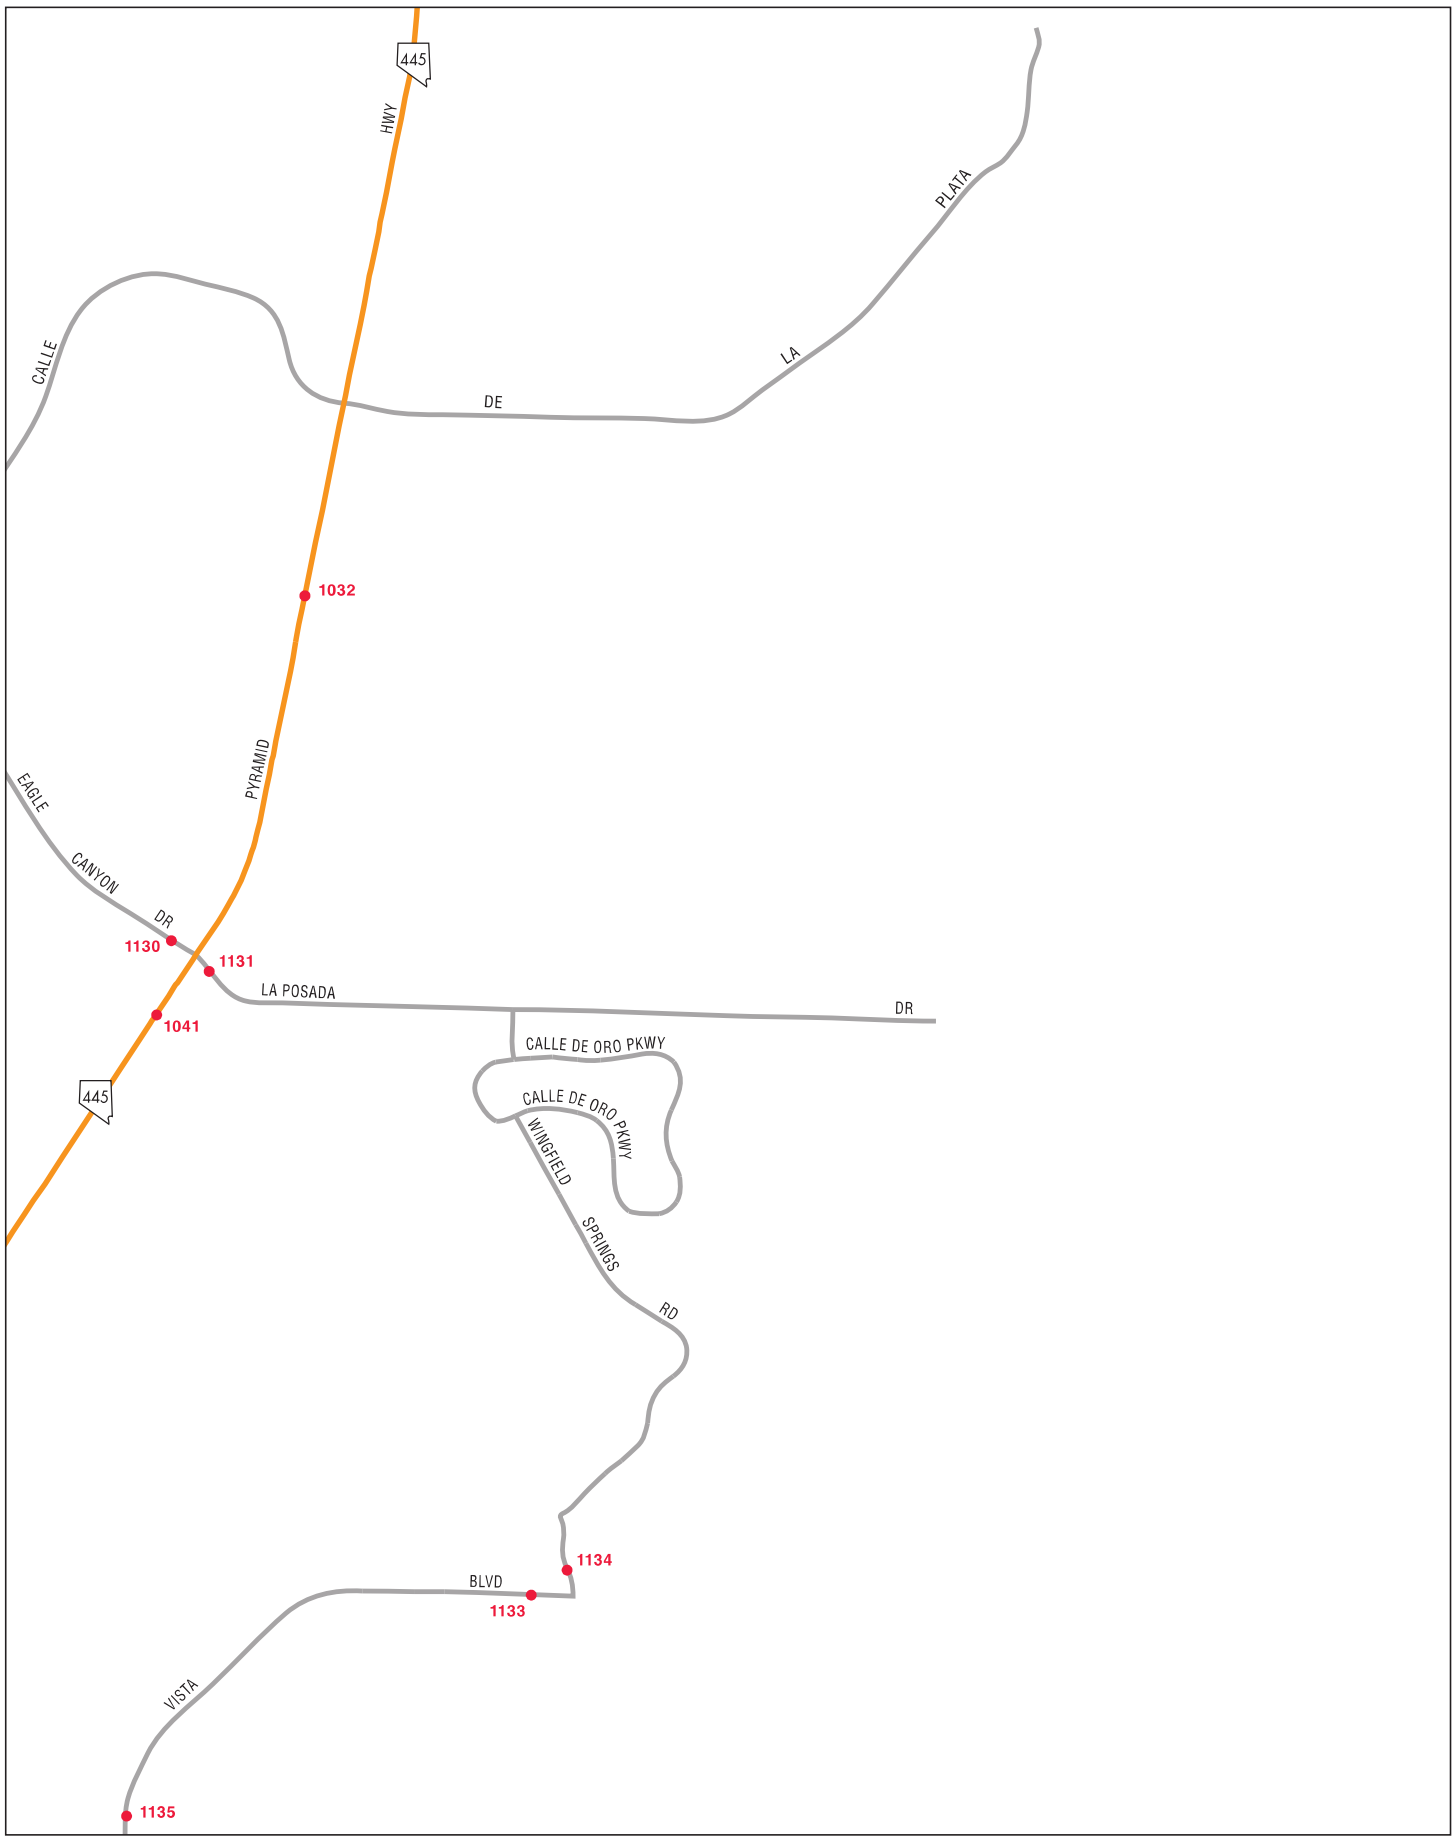 445
HWY
PLATA
CALLE
LA
DE
1032
PYRAMID
EAGLE
CANYON
DR
1130
1131
LA POSADA
DR
1041
CALLE DE ORO PKWY
445
CALLE DE ORO PKWY
WINGFIELD
SPRINGS
RD
1134
BLVD
1133
VISTA
1135